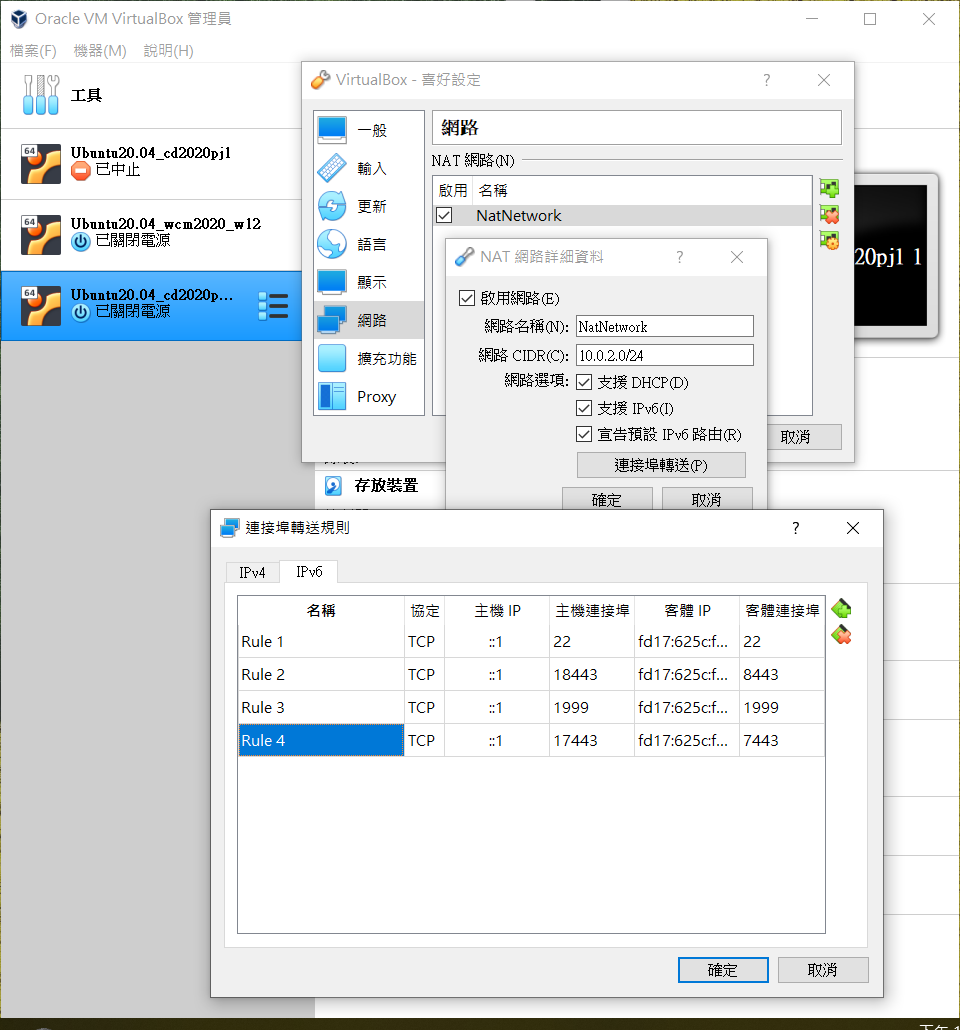 Oracle VM VirtualBox 管理員
檔案(F) 機器(M) 說明(H)
工具
64
Ubuntu20.04_cd2020pj1
已中止
64
Ubuntu20.04_wcm2020_w12
已關閉電源
64
Ubuntu20.04_cd2020p...
已關閉電源
VirtualBox - 喜好設定 ?
一般
輸入
更新
語言
顯示
網路
擴充功能
Proxy
網路
NAT 網路(N)
啟用 名稱
NatNetwork
20pj1 1
取消
NAT 網路詳細資料 ?
啟用網路(E)
網路名稱(N): NatNetwork
網路 CIDR(C): 10.0.2.0/24
網路選項: 支援 DHCP(D)
支援 IPv6(I)
宣告預設 IPv6 路由(R)
連接埠轉送(P)
確定 取消
存放裝置
連接埠轉送規則 ?
IPv4 IPv6
名稱 協定 主機 IP 主機連接埠 客體 IP 客體連接埠
Rule 1 TCP ::1 22 fd17:625c:f... 22
Rule 2 TCP ::1 18443 fd17:625c:f... 8443
Rule 3 TCP ::1 1999 fd17:625c:f... 1999
Rule 4 TCP ::1 17443 fd17:625c:f... 7443
確定 取消